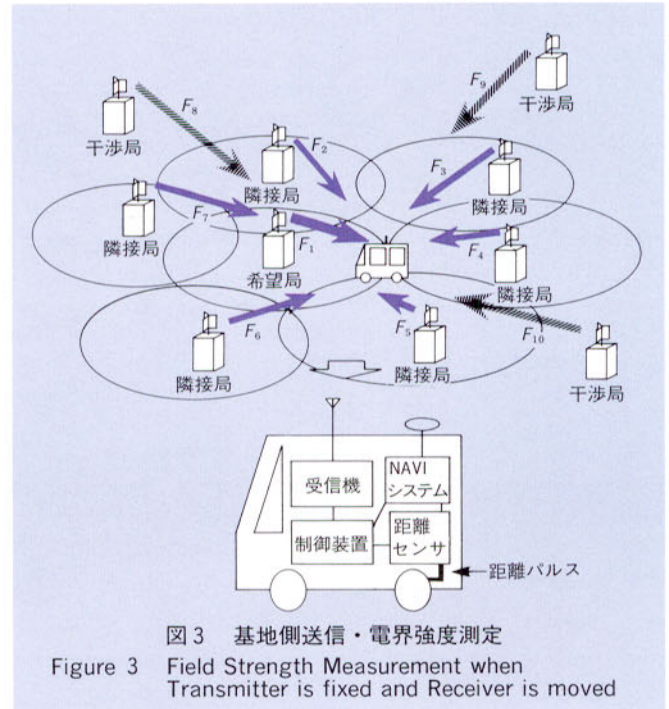 F9
干渉局
F8
干渉局
F2
隣接局
F3
隣接局
F7
隣接局
F1
希望局
F4
隣接局
F6
隣接局
F5
隣接局
F10
干渉局
受信機
NAVI
システム
制御装置
距離
センサ
距離パルス
図3 基地側送信・電界強度測定
Figure 3 Field Strength Measurement when
Transmitter is fixed and Receiver is moved